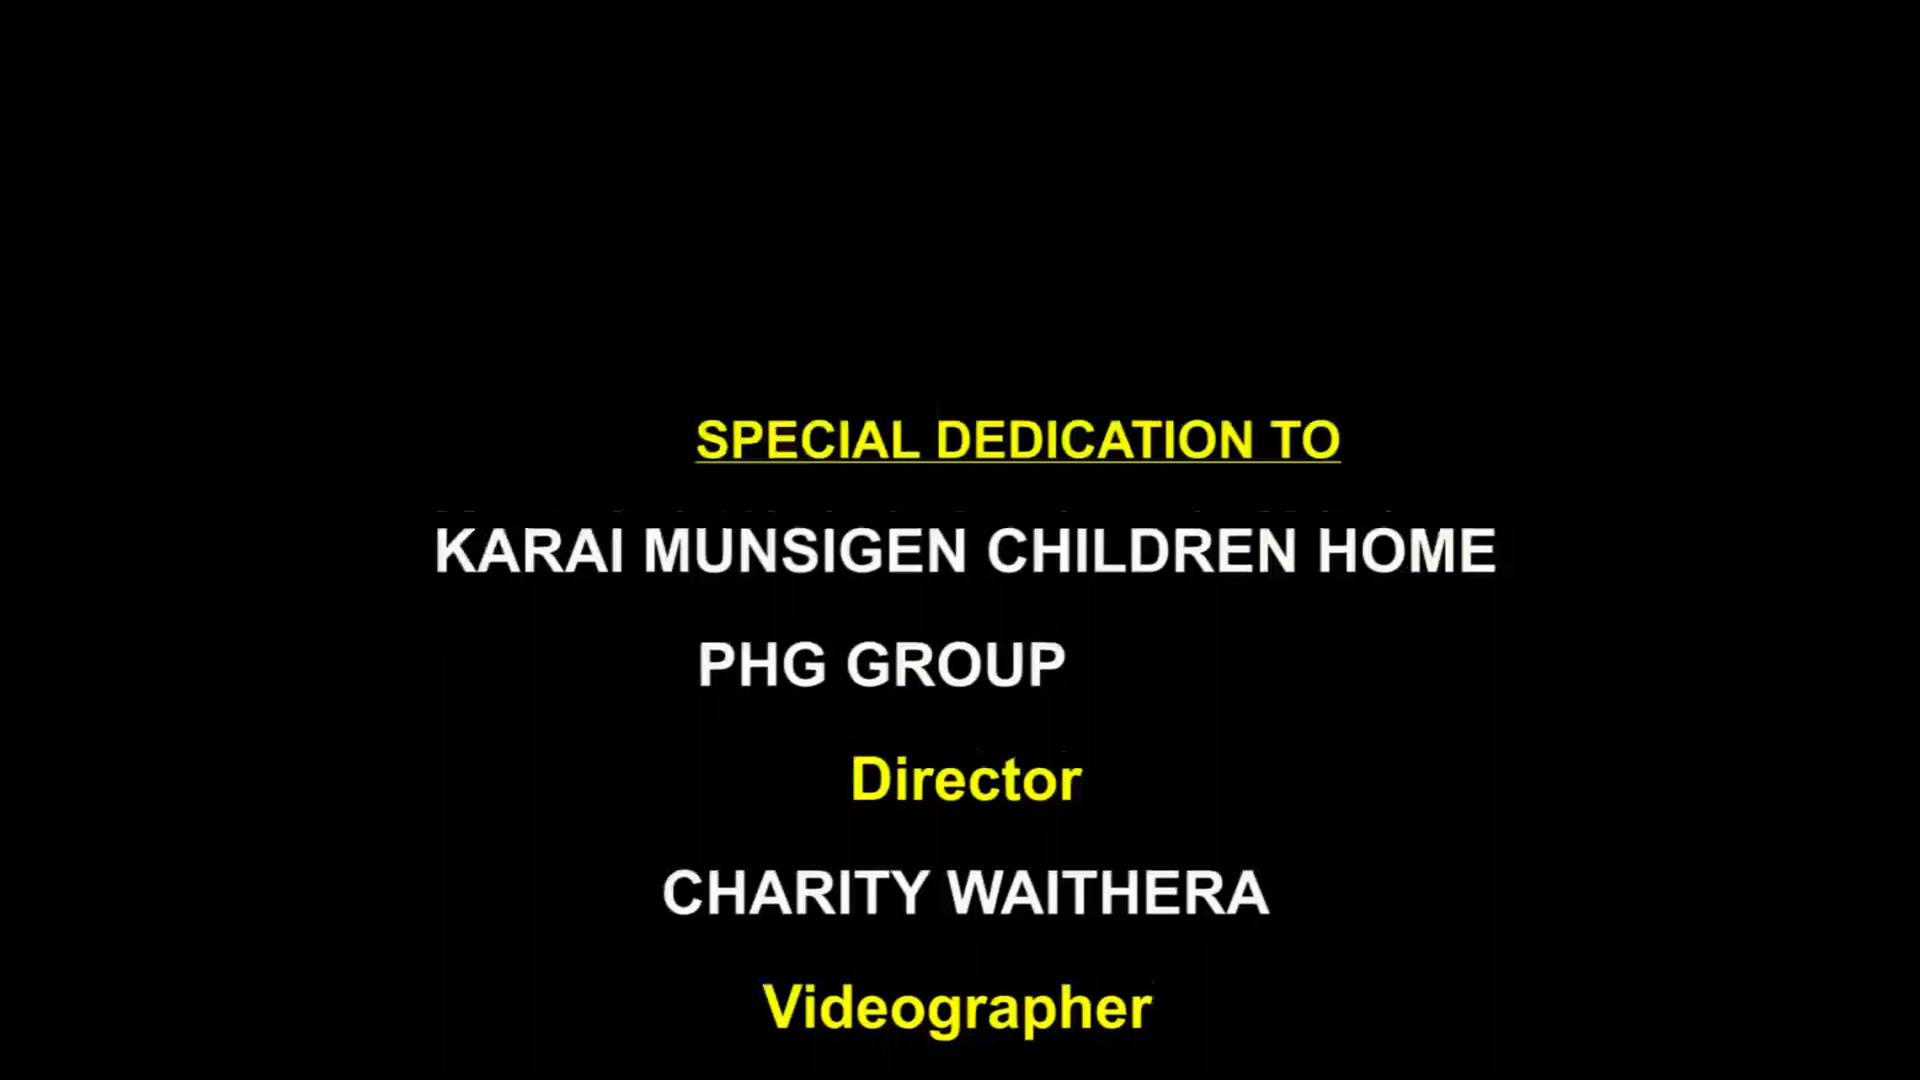 SPECIAL DEDICATION TO
KARAI MUNSIGEN CHILDREN HOME
PHG GROUP
Director
CHARITY WAITHERA
Videographer